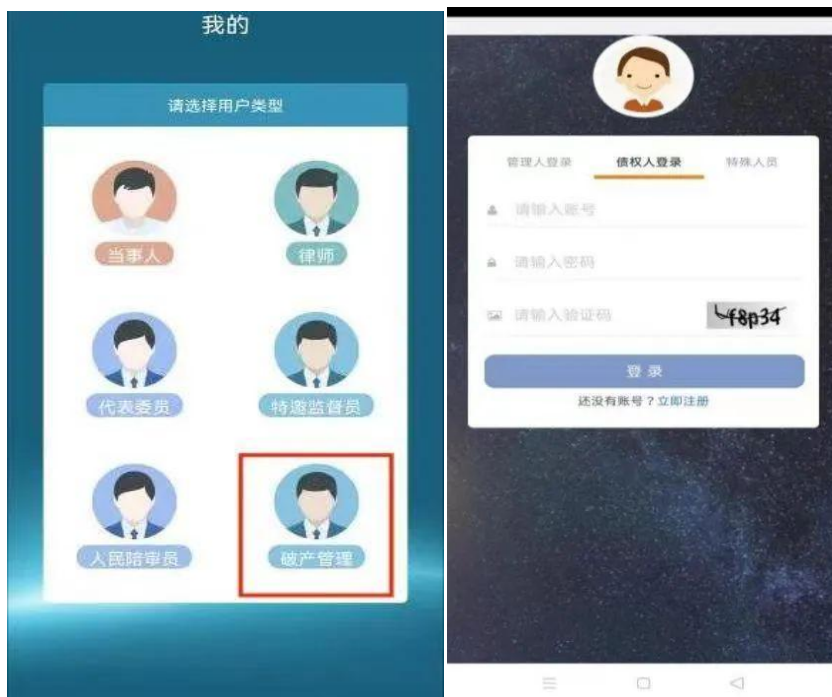 我的
请选择用户类型
当事人
律师
代表委员
特邀监督员
人民陪审员
破产管理
管理人登录
债权人登录
特殊人员
请输入账号
请输入密码
请输入验证码
f8p34
登录
还没有账号？立即注册